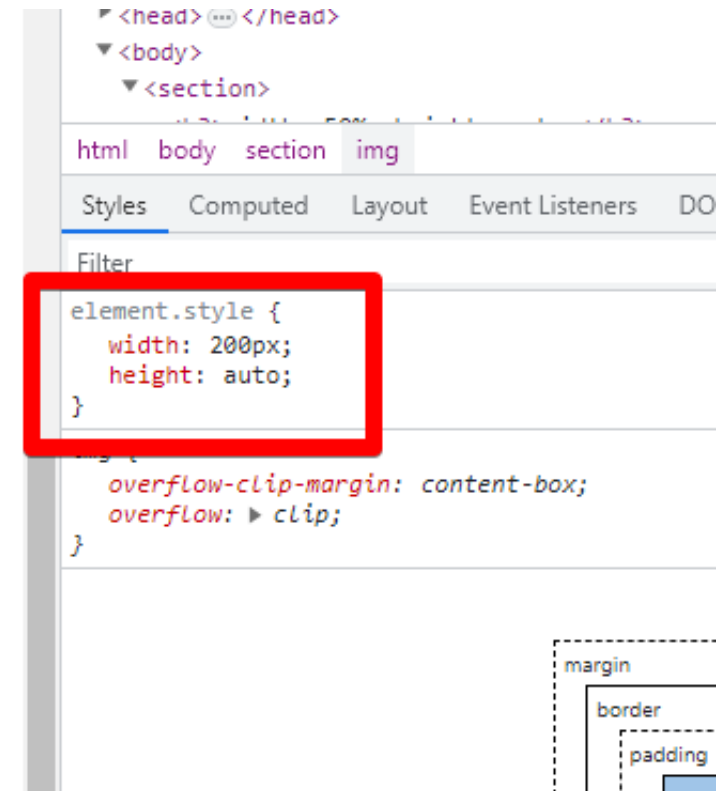 <head> ••• </head>
<body>
<section>
html body section img
Styles Computed Layout Event Listeners DO
Filter
element.style {
width: 200px;
height: auto;
}
img {
overflow-clip-margin: content-box;
overflow: clip;
}
margin
border
padding